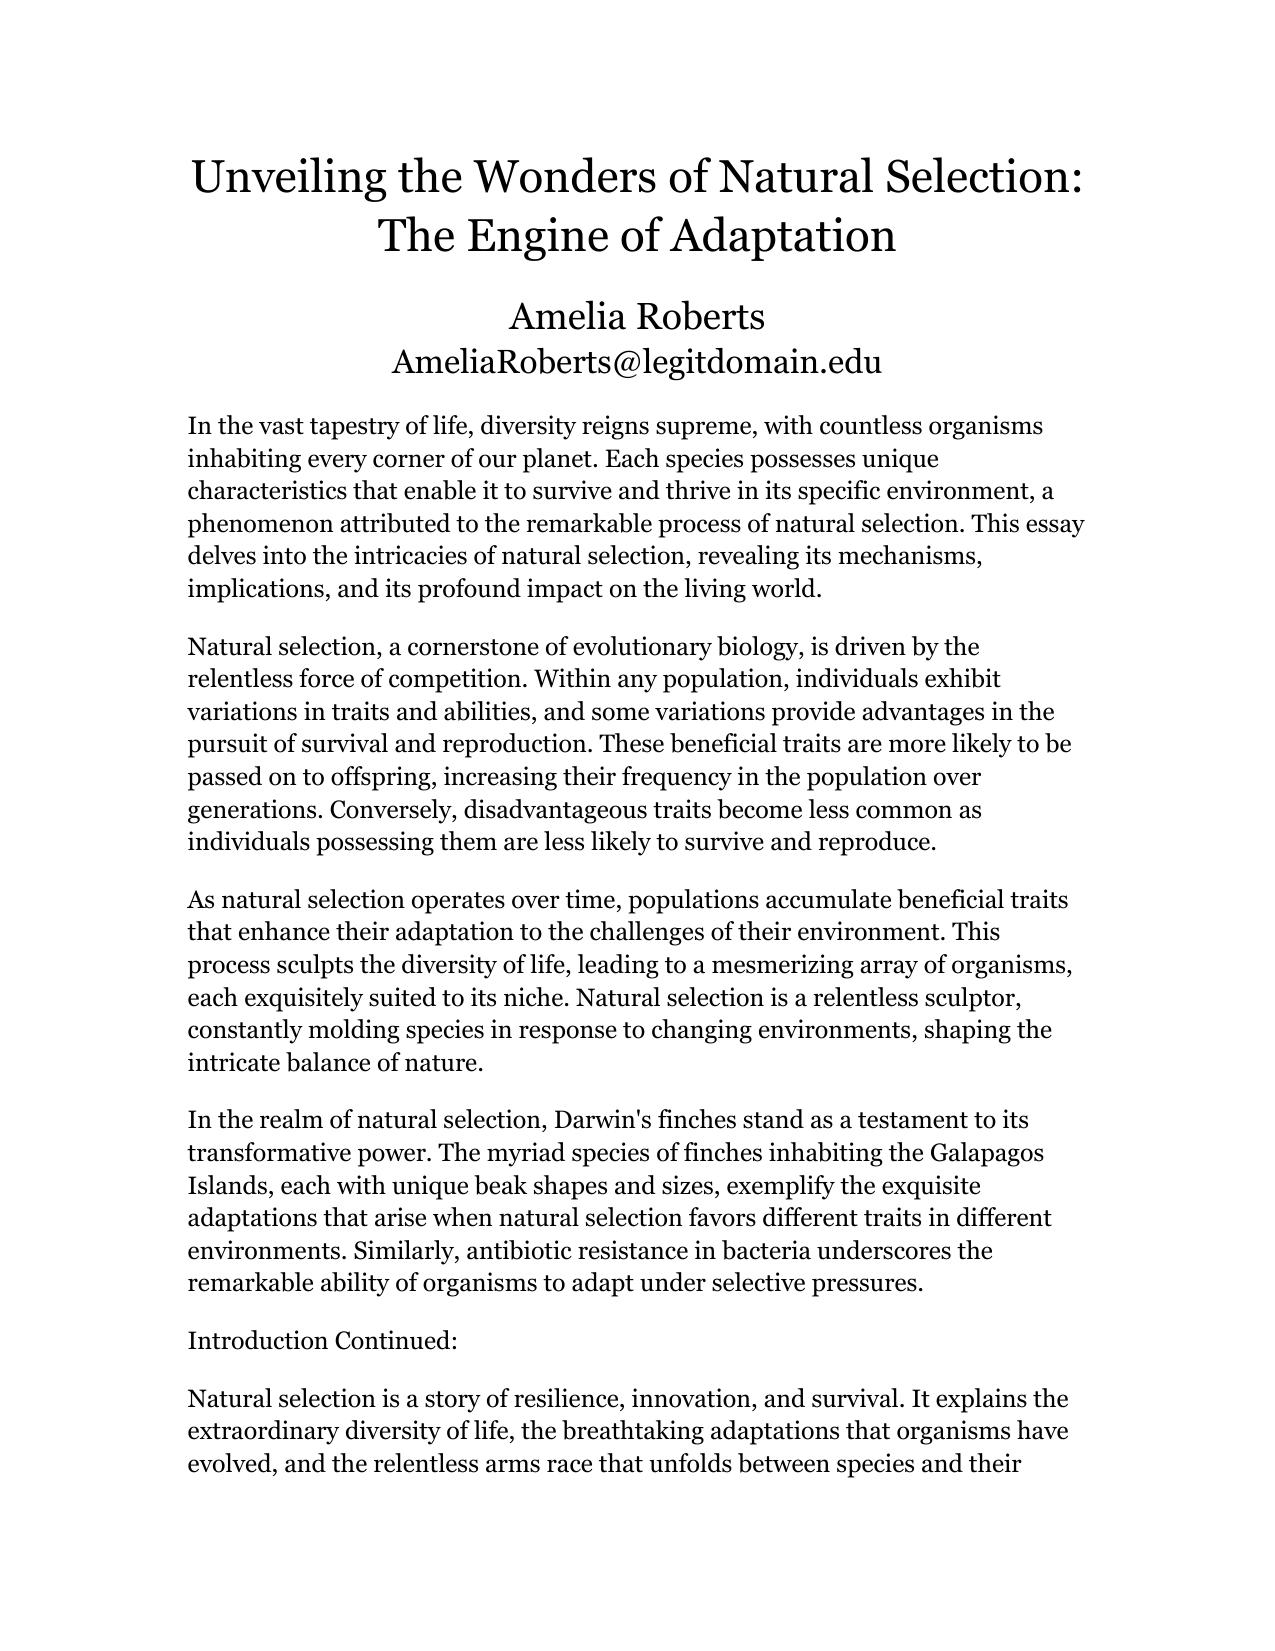 Unveiling the Wonders of Natural Selection:
The Engine of Adaptation
Amelia Roberts
AmeliaRoberts@legitdomain.edu
In the vast tapestry of life, diversity reigns supreme, with countless organisms
inhabiting every corner of our planet. Each species possesses unique
characteristics that enable it to survive and thrive in its specific environment, a
phenomenon attributed to the remarkable process of natural selection. This essay
delves into the intricacies of natural selection, revealing its mechanisms,
implications, and its profound impact on the living world.
Natural selection, a cornerstone of evolutionary biology, is driven by the
relentless force of competition. Within any population, individuals exhibit
variations in traits and abilities, and some variations provide advantages in the
pursuit of survival and reproduction. These beneficial traits are more likely to be
passed on to offspring, increasing their frequency in the population over
generations. Conversely, disadvantageous traits become less common as
individuals possessing them are less likely to survive and reproduce.
As natural selection operates over time, populations accumulate beneficial traits
that enhance their adaptation to the challenges of their environment. This
process sculpts the diversity of life, leading to a mesmerizing array of organisms,
each exquisitely suited to its niche. Natural selection is a relentless sculptor,
constantly molding species in response to changing environments, shaping the
intricate balance of nature.
In the realm of natural selection, Darwin's finches stand as a testament to its
transformative power. The myriad species of finches inhabiting the Galapagos
Islands, each with unique beak shapes and sizes, exemplify the exquisite
adaptations that arise when natural selection favors different traits in different
environments. Similarly, antibiotic resistance in bacteria underscores the
remarkable ability of organisms to adapt under selective pressures.
Introduction Continued:
Natural selection is a story of resilience, innovation, and survival. It explains the
extraordinary diversity of life, the breathtaking adaptations that organisms have
evolved, and the relentless arms race that unfolds between species and their